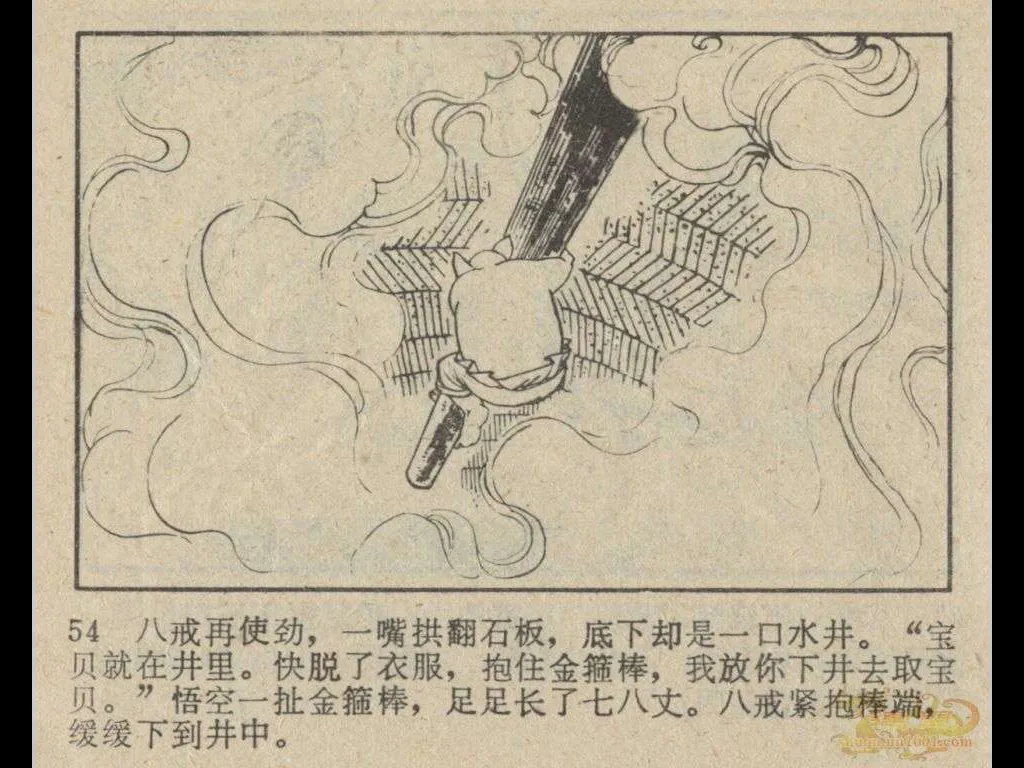 54 八戒再使劲，一嘴拱翻石板，底下却是一口水井。“宝
贝就在井里。快脱了衣服，抱住金箍棒，我放你下井去取宝
贝。”悟空一扯金箍棒，足足长了七八丈。八戒紧抱棒端，
缓缓下到井中。